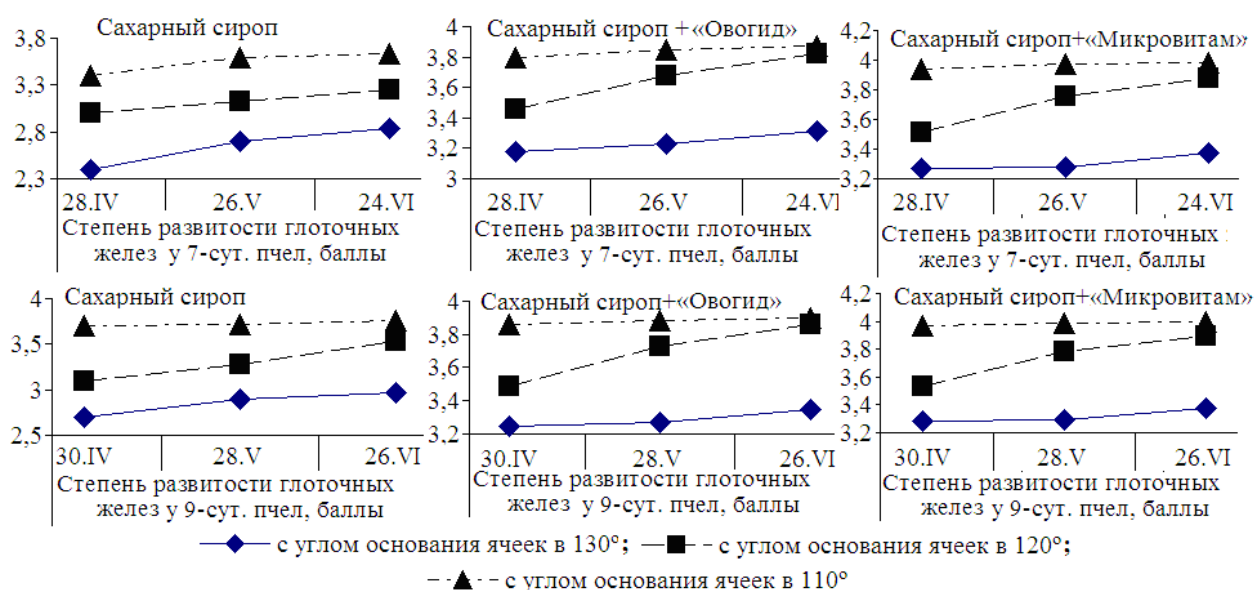 Сахарный сироп
3,8
3,3
2,8
2,3
28.IV 26.V 24.VI
Степень развитости глоточных
желез у 7-сут. пчел, баллы
Сахарный сироп +«Овогид»
4
3,8
3,6
3,4
3,2
3
28.IV 26.V 24.VI
Степень развитости глоточных
желез у 7-сут. пчел, баллы
Сахарный сироп+«Микровитам»
4,2
4
3,8
3,6
3,4
3,2
28.IV 26.V 24.VI
Степень развитости глоточных :
желез у 7-сут. пчел, баллы
Сахарный сироп
4
3,5
3
2,5
30.IV 28.V 26.VI
Степень развитости глоточных
желез у 9-сут. пчел, баллы
Сахарный сироп+«Овогид»
4
3,8
3,6
3,4
3,2
30.IV 28.V 26.VI
Степень развитости глоточных
желез у 9-сут. пчел, баллы
Сахарный сироп+«Микровитам»
4,2
4
3,8
3,6
3,4
3,2
30.IV 28.V 26.VI
Степень развитости глоточных
желез у 9-сут. пчел, баллы
с углом основания ячеек в 130°;
с углом основания ячеек в 120°;
с углом основания ячеек в 110°